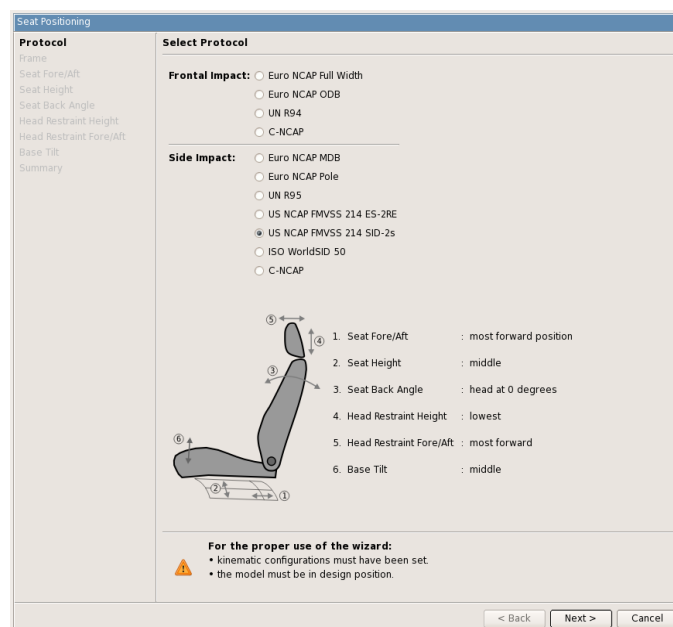 Seat Positioning
Protocol
Frame
Seat Fore/Aft
Seat Height
Seat Back Angle
Head Restraint Height
Head Restraint Fore/Aft
Base Tilt
Summary
Select Protocol
Frontal Impact: Euro NCAP Full Width
Euro NCAP ODB
UN R94
C-NCAP
Side Impact: Euro NCAP MDB
Euro NCAP Pole
UN R95
US NCAP FMVSS 214 ES-2RE
US NCAP FMVSS 214 SID-2s
ISO WorldSID 50
C-NCAP
⑤
④
③
⑥
②
①
1. Seat Fore/Aft : most forward position
2. Seat Height : middle
3. Seat Back Angle : head at 0 degrees
4. Head Restraint Height : lowest
5. Head Restraint Fore/Aft : most forward
6. Base Tilt : middle
For the proper use of the wizard:
• kinematic configurations must have been set.
• the model must be in design position.
< Back Next > Cancel